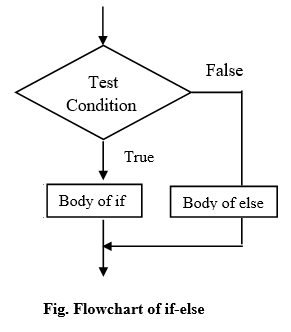 Test
Condition
False
True
Body of if
Body of else
Fig. Flowchart of if-else